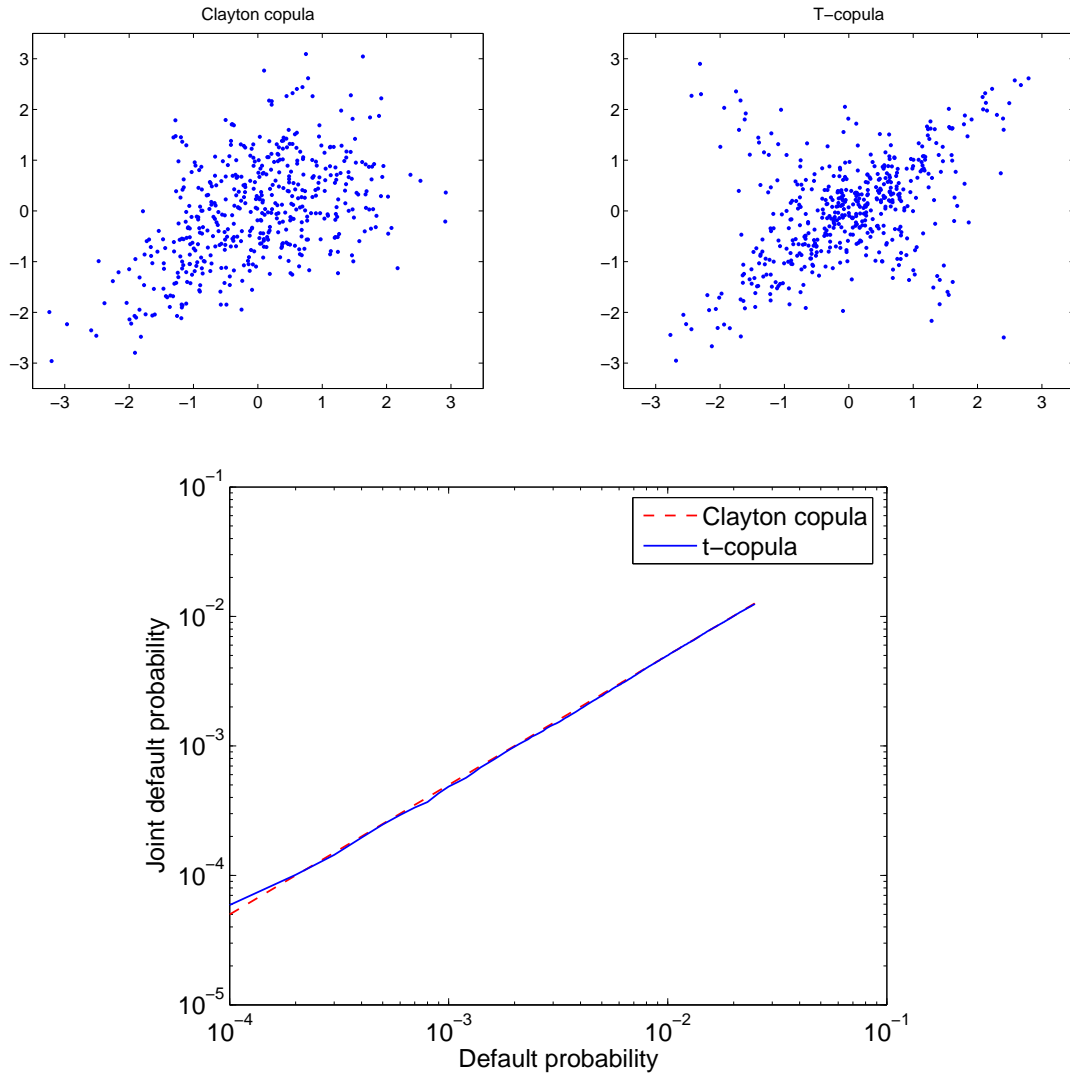 Clayton copula
3
2
1
0
−1
−2
−3
−3 −2 −1 0 1 2 3
T−copula
3
2
1
0
−1
−2
−3
−3 −2 −1 0 1 2 3
10⁻¹
10⁻²
10⁻³
10⁻⁴
10⁻⁵
Joint default probability
Clayton copula
t−copula
10⁻⁴ 10⁻³ 10⁻² 10⁻¹
Default probability